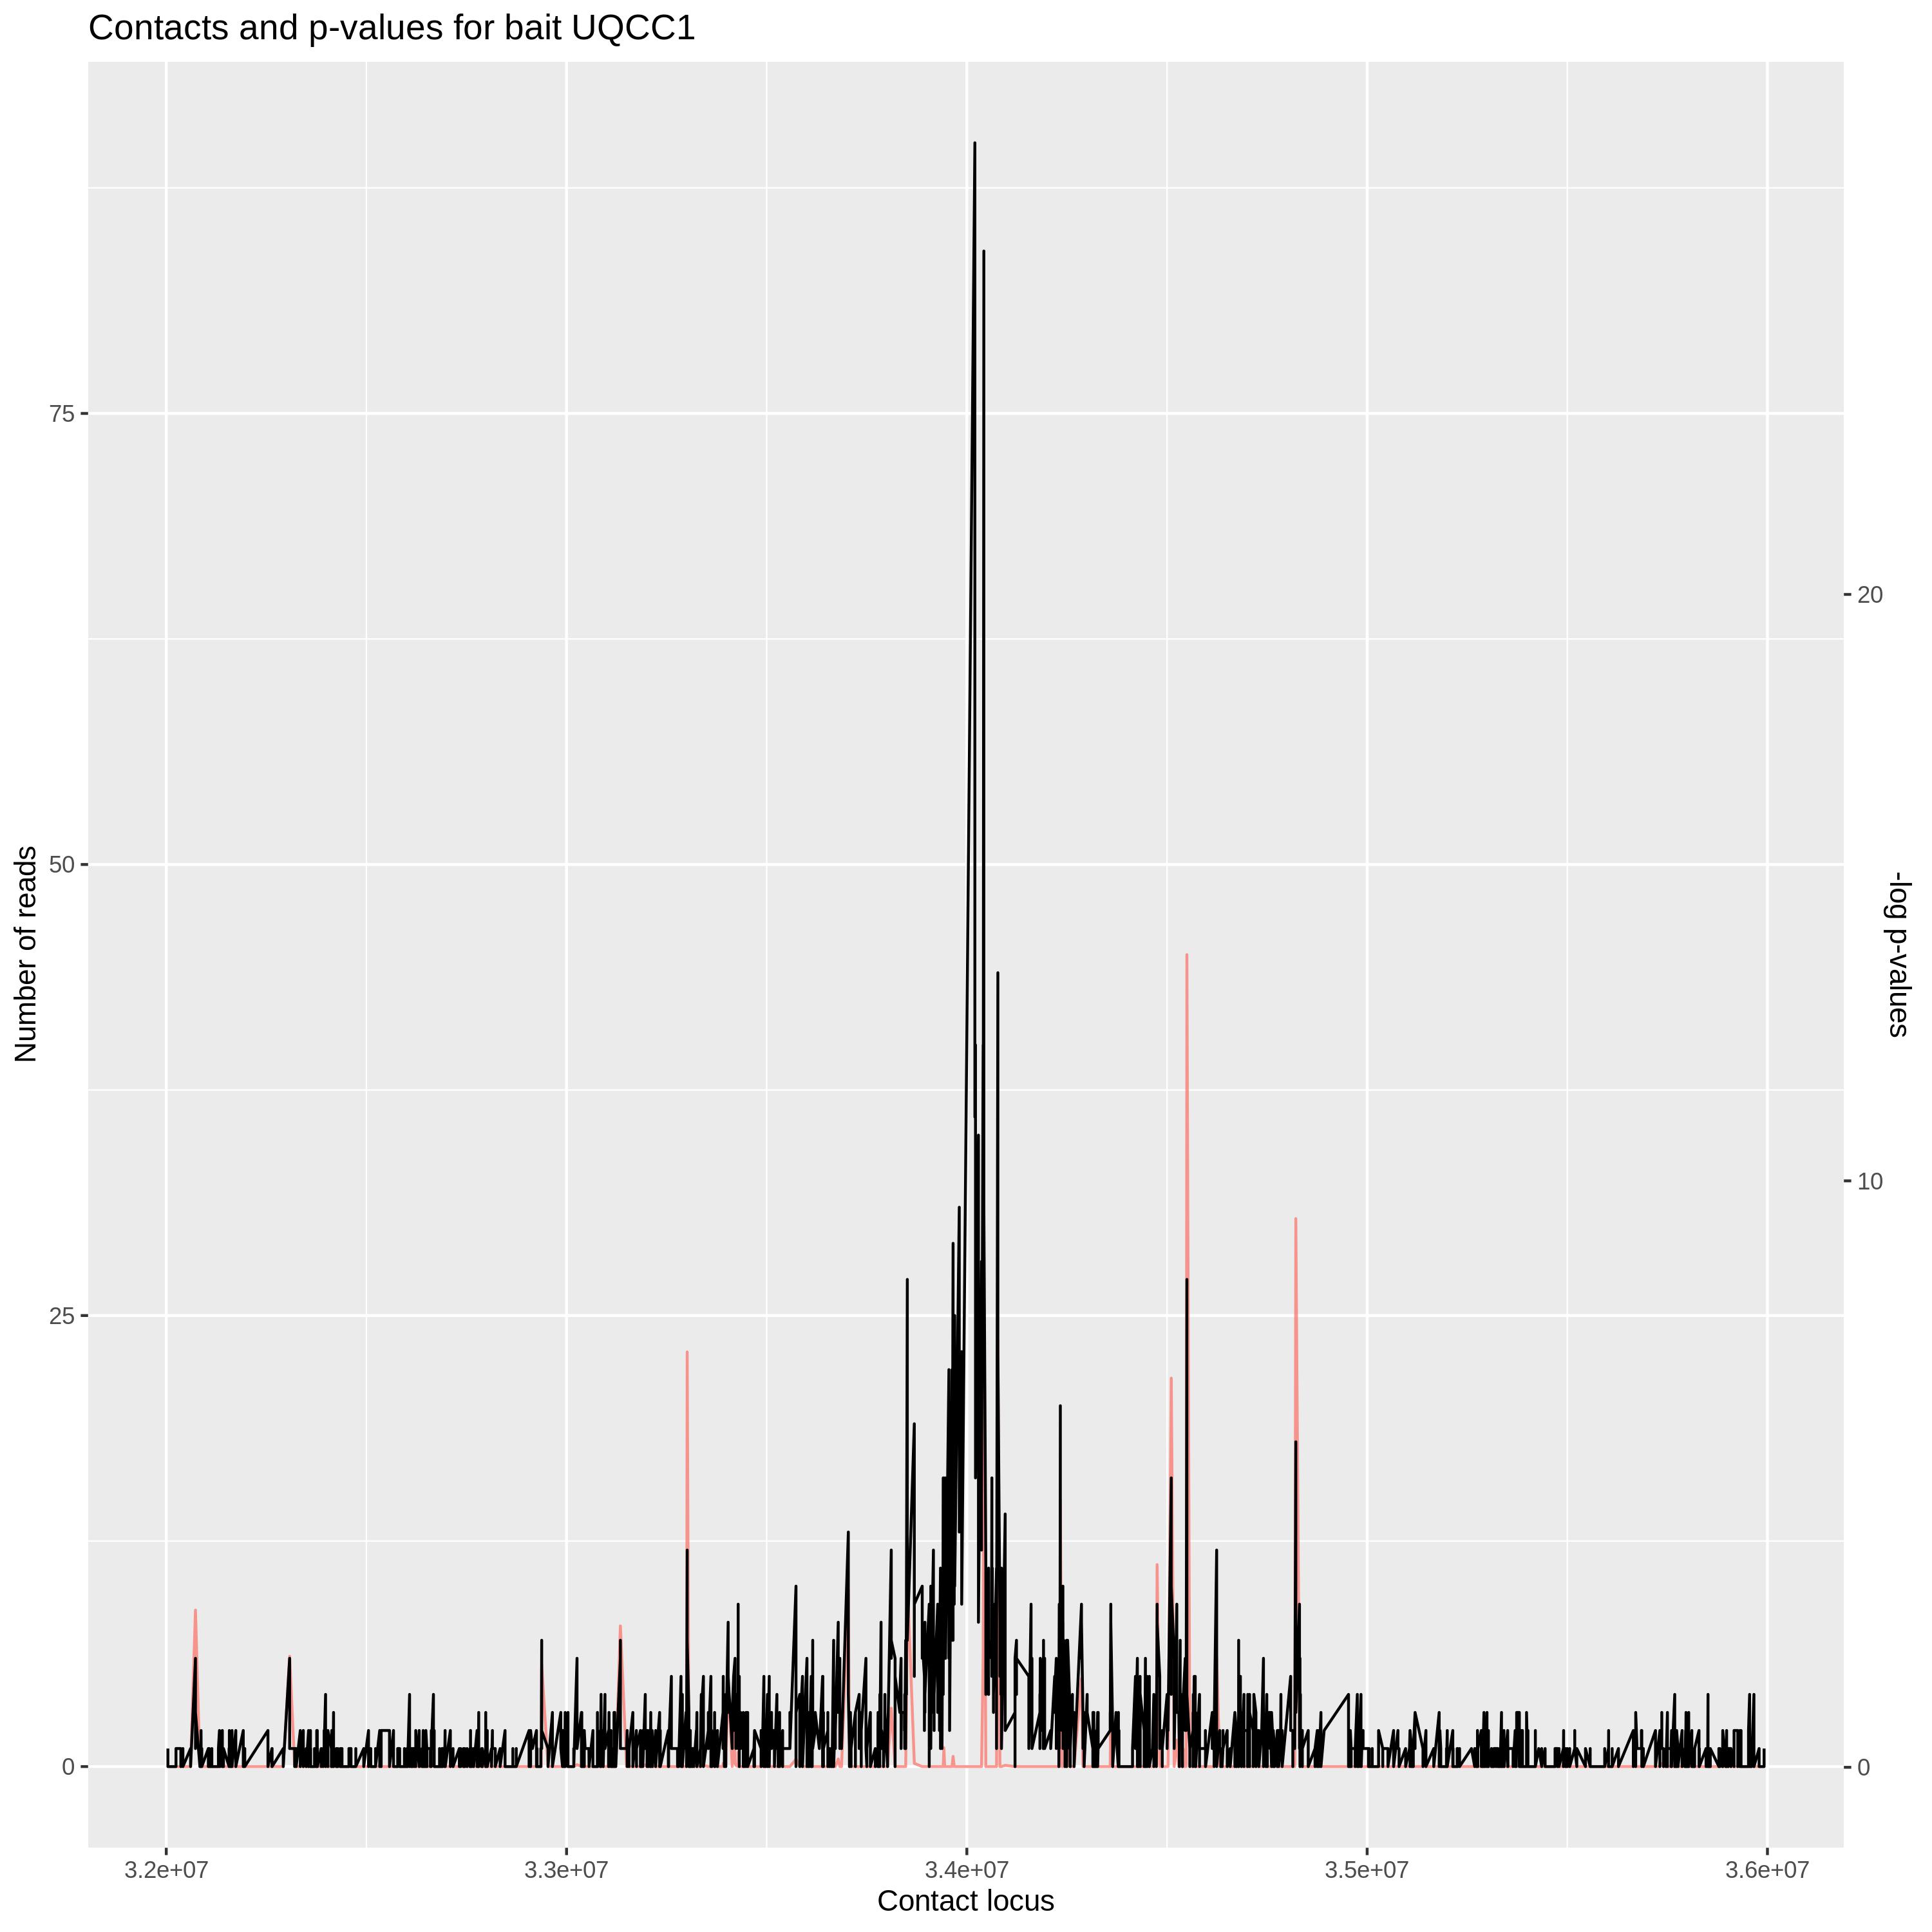 Contacts and p-values for bait UQCC1
Number of reads
75
50
25
0
20
10
0
-log p-values
3.2e+07
3.3e+07
3.4e+07
3.5e+07
3.6e+07
Contact locus